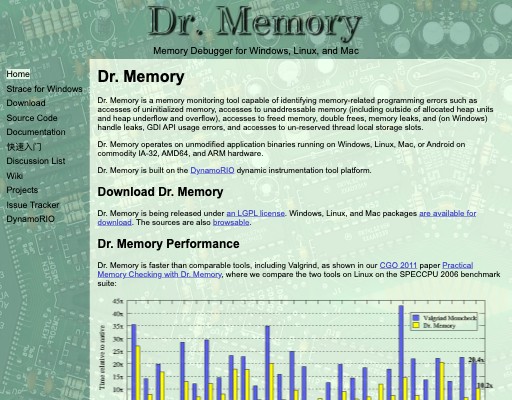 Dr. Memory
Memory Debugger for Windows, Linux, and Mac
Home
Strace for Windows
Download
Source Code
Documentation
快速入门
Discussion List
Wiki
Projects
Issue Tracker
DynamoRIO
Dr. Memory
Dr. Memory is a memory monitoring tool capable of identifying memory-related programming errors such as
accesses of uninitialized memory, accesses to unaddressable memory (including outside of allocated heap units
and heap underflow and overflow), accesses to freed memory, double frees, memory leaks, and (on Windows)
handle leaks, GDI API usage errors, and accesses to un-reserved thread local storage slots.
Dr. Memory operates on unmodified application binaries running on Windows, Linux, Mac, or Android on
commodity IA-32, AMD64, and ARM hardware.
Dr. Memory is built on the DynamoRIO dynamic instrumentation tool platform.
Download Dr. Memory
Dr. Memory is being released under an LGPL license. Windows, Linux, and Mac packages are available for
download. The sources are also browsable.
Dr. Memory Performance
Dr. Memory is faster than comparable tools, including Valgrind, as shown in our CGO 2011 paper Practical
Memory Checking with Dr. Memory, where we compare the two tools on Linux on the SPECCPU 2006 benchmark
suite:
45x
40x
35x
30x
25x
20x
15x
10x
Time relative to native
Valgrind Memcheck
Dr. Memory
20.4x
10.2x